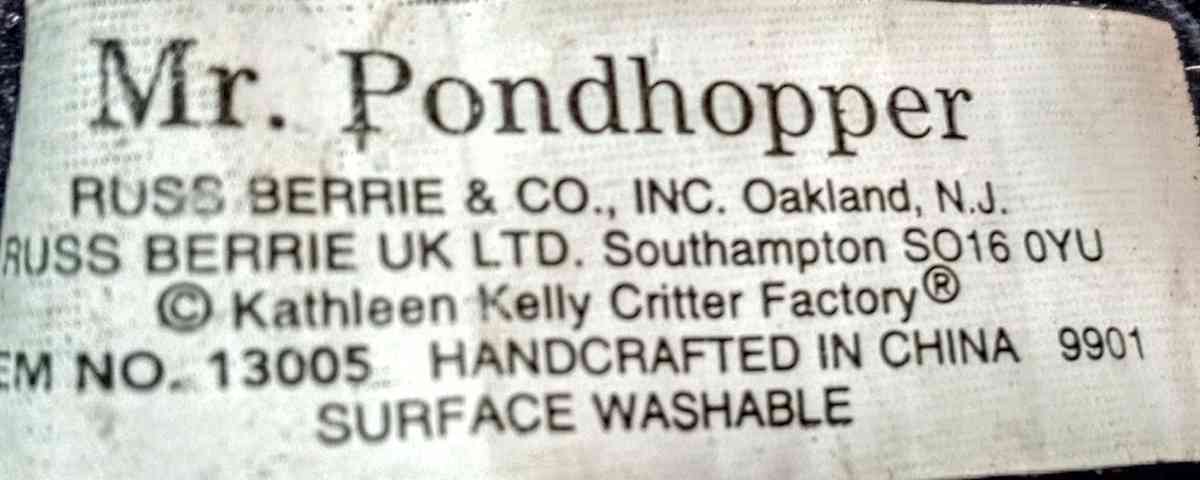 Mr. Pondhopper
RUSS BERRIE & CO., INC. Oakland, N.J.
RUSS BERRIE UK LTD. Southampton SO16 0YU
© Kathleen Kelly Critter Factory®
EM NO. 13005 HANDCRAFTED IN CHINA 9901
SURFACE WASHABLE